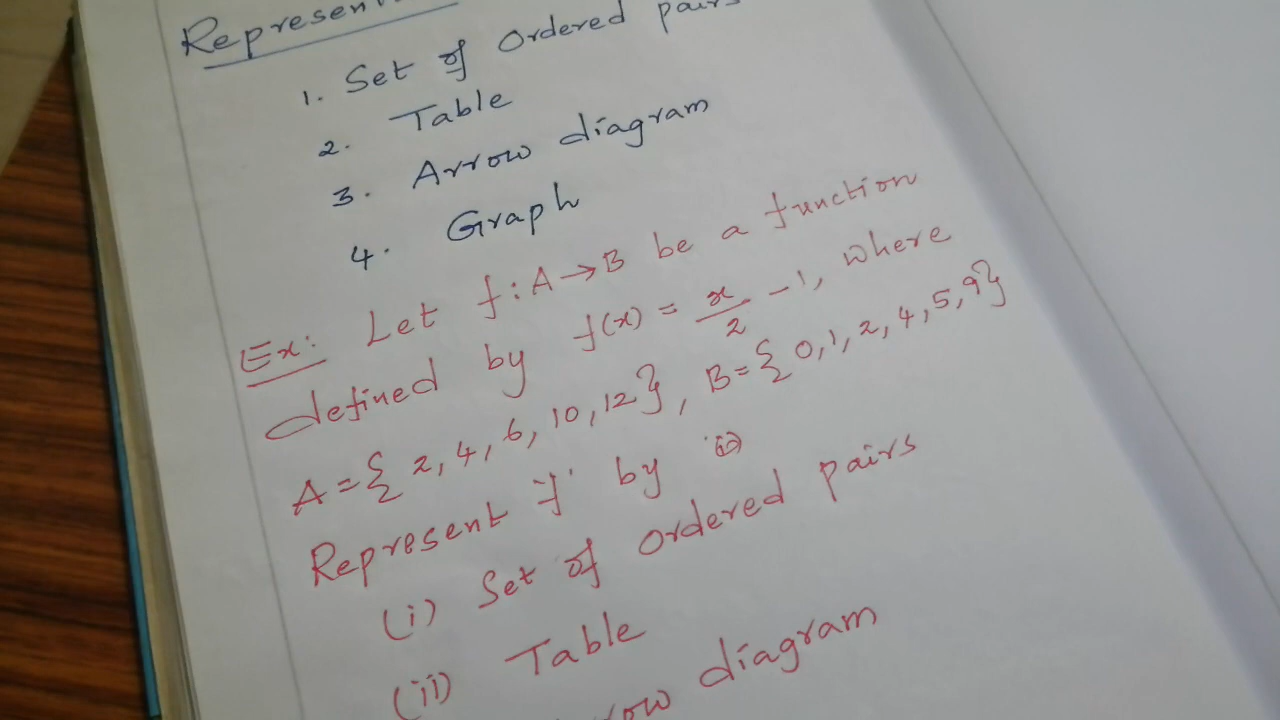 1. Set of Ordered pairs
2. Table
3. Arrow diagram
4. Graph
Ex: Let f:A→B be a function
defined by f(x) = x/2 -1, where
A={2,4,6,10,12}, B={0,1,2,4,5,9}
Represent 'f' by
(i) Set of ordered pairs
(ii) Table
diagram